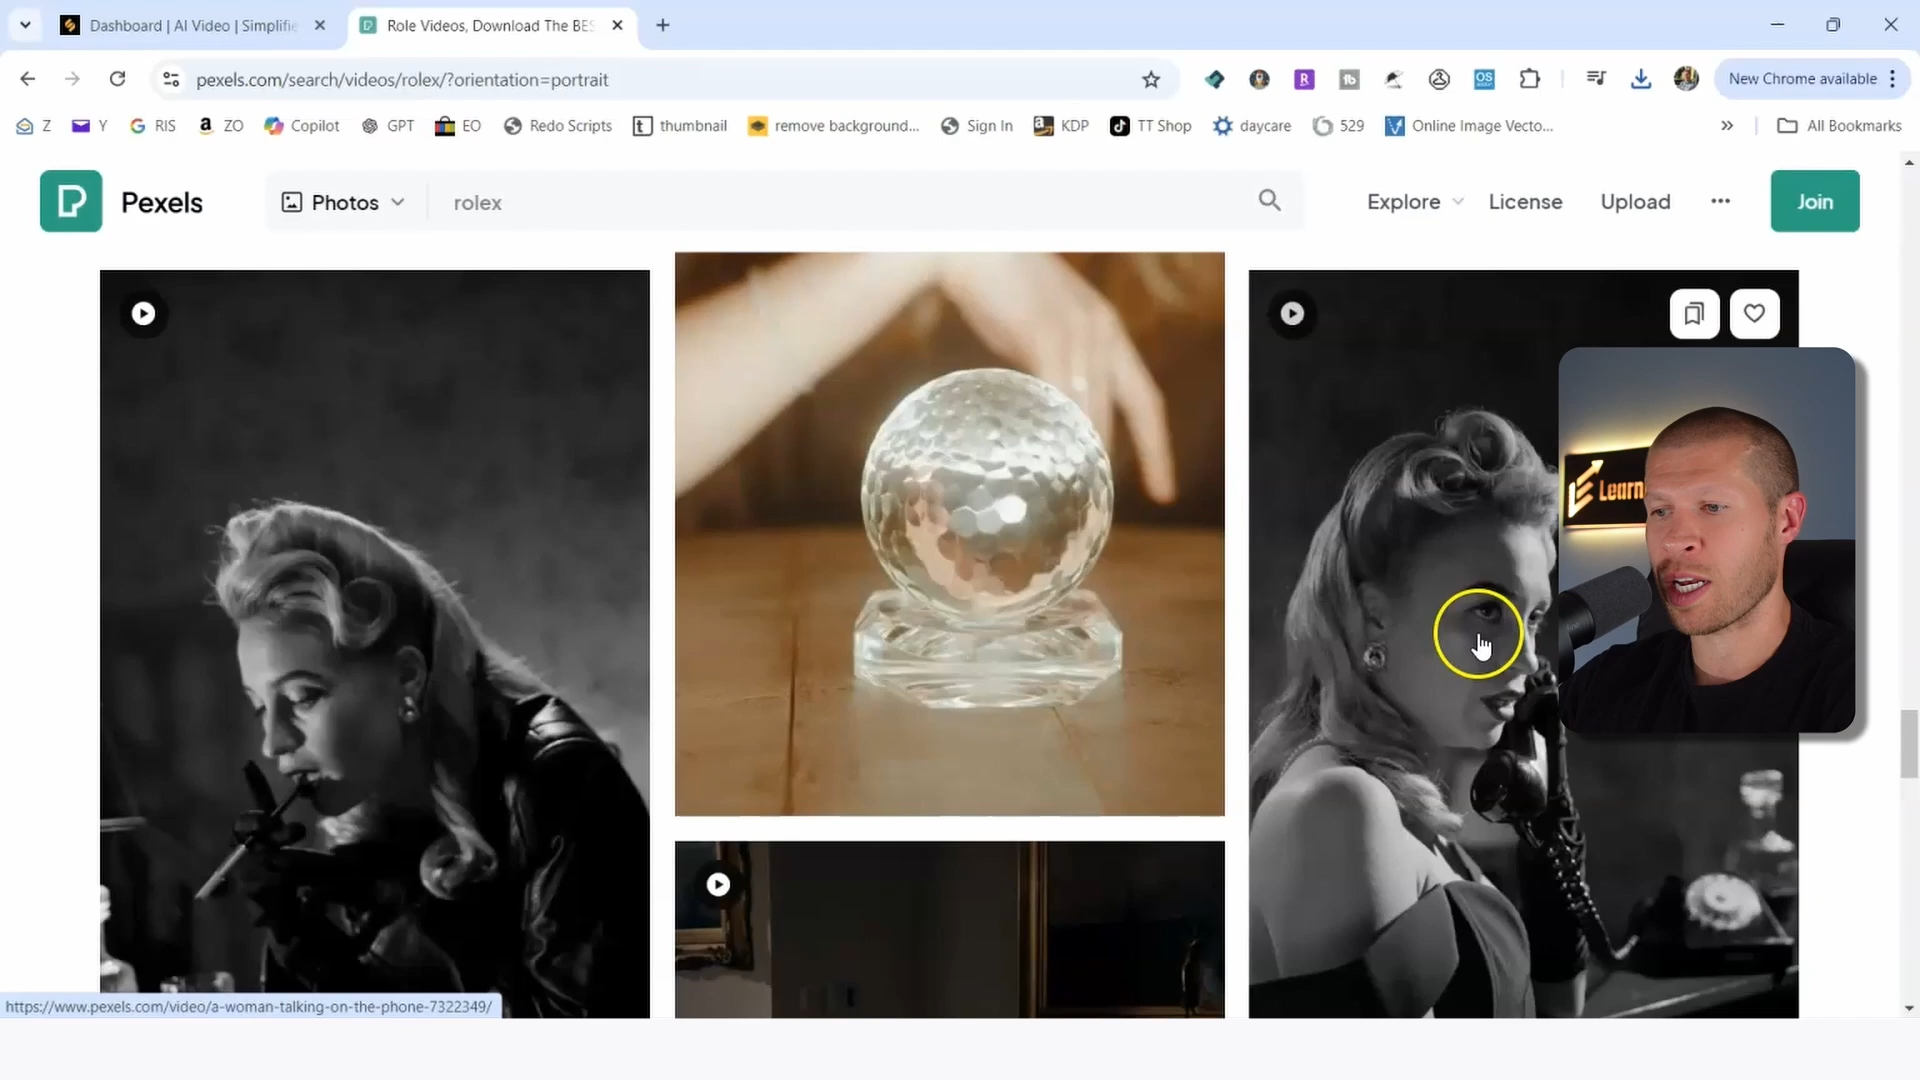 Dashboard | AI Video | Simplifie
Role Videos, Download The BES
pexels.com/search/videos/rolex/?orientation=portrait
New Chrome available
Z
Y
RIS
ZO
Copilot
GPT
EO
Redo Scripts
thumbnail
remove background...
Sign In
KDP
TT Shop
daycare
529
Online Image Vecto...
»
All Bookmarks
Pexels
Photos
rolex
Explore
License
Upload
Join
Learn
https://www.pexels.com/video/a-woman-talking-on-the-phone-7322349/